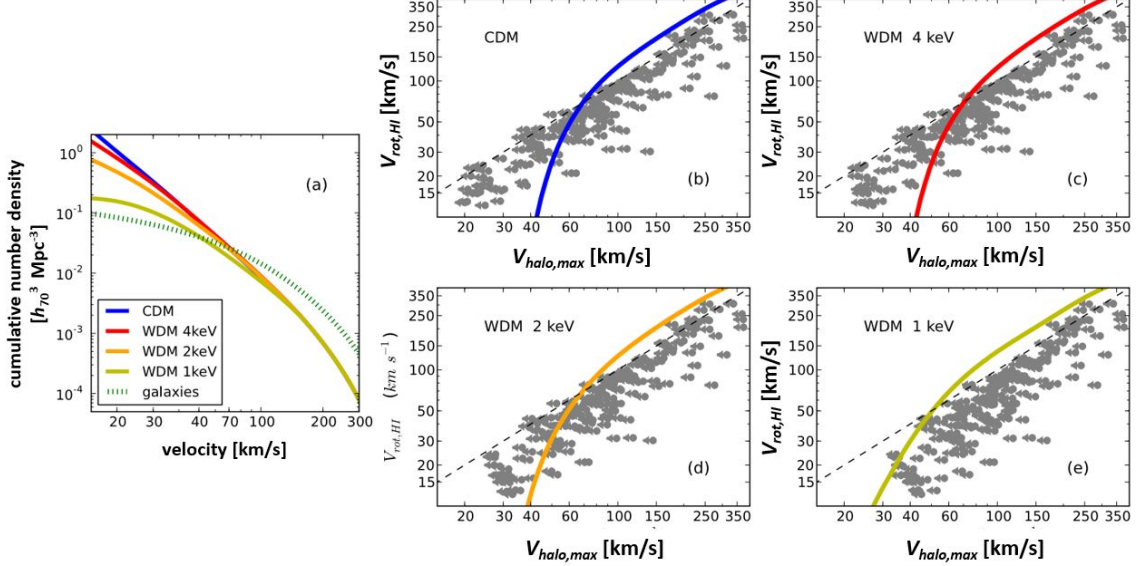 cumulative number density
[h₇₀³ Mpc⁻³]
10⁰
10⁻¹
10⁻²
10⁻³
10⁻⁴
(a)
CDM
WDM 4keV
WDM 2keV
WDM 1keV
galaxies
20 30 40 70 100 200 300
velocity [km/s]
V_rot,HI [km/s]
350
250
150
100
50
30
20
15
CDM
(b)
20 30 40 60 100 150 250 350
V_halo,max [km/s]
V_rot,HI [km/s]
350
250
150
100
50
30
20
15
WDM 4 keV
(c)
20 30 40 60 100 150 250 350
V_halo,max [km/s]
V_rot,HI (km s⁻¹)
350
250
150
100
50
30
20
15
WDM 2 keV
(d)
20 30 40 60 100 150 250 350
V_halo,max [km/s]
V_rot,HI [km/s]
350
250
150
100
50
30
20
15
WDM 1 keV
(e)
20 30 40 60 100 150 250 350
V_halo,max [km/s]